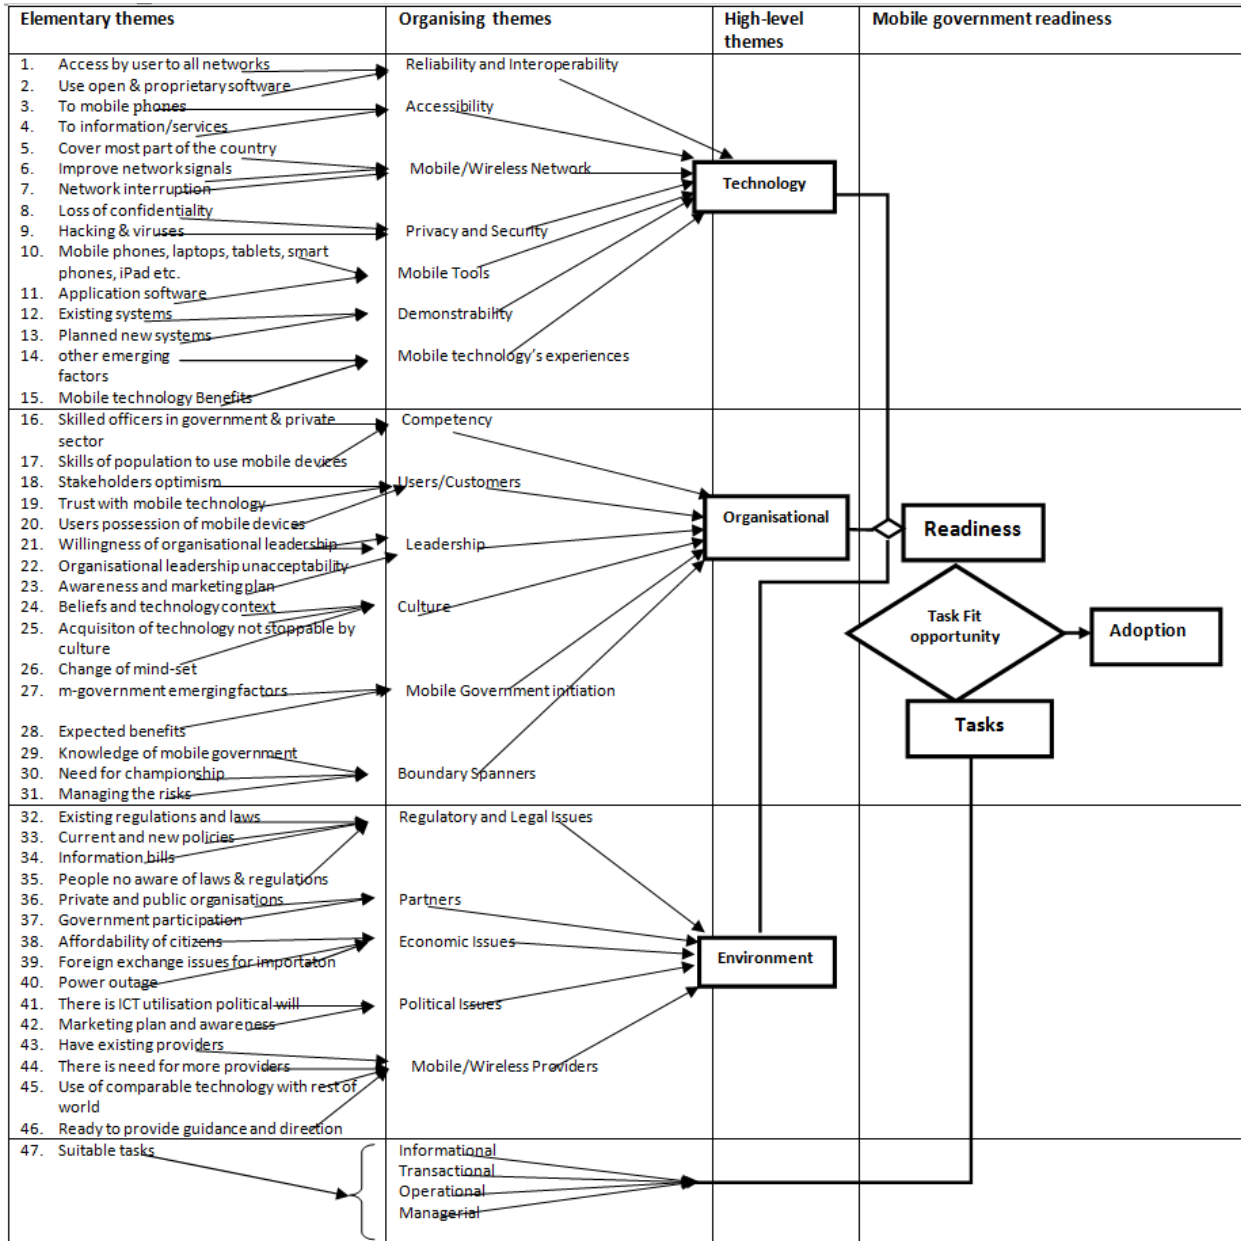 Elementary themes
Organising themes
High-level
themes
Mobile government readiness
1. Access by user to all networks
2. Use open & proprietary software
3. To mobile phones
4. To information/services
5. Cover most part of the country
6. Improve network signals
7. Network interruption
8. Loss of confidentiality
9. Hacking & viruses
10. Mobile phones, laptops, tablets, smart
phones, iPad etc.
11. Application software
12. Existing systems
13. Planned new systems
14. other emerging
factors
15. Mobile technology Benefits
Reliability and Interoperability
Accessibility
Mobile/Wireless Network
Privacy and Security
Mobile Tools
Demonstrability
Mobile technology's experiences
Technology
16. Skilled officers in government & private
sector
17. Skills of population to use mobile devices
18. Stakeholders optimism
19. Trust with mobile technology
20. Users possession of mobile devices
21. Willingness of organisational leadership
22. Organisational leadership unacceptability
23. Awareness and marketing plan
24. Beliefs and technology context
25. Acquisiton of technology not stoppable by
culture
26. Change of mind-set
27. m-government emerging factors
28. Expected benefits
29. Knowledge of mobile government
30. Need for championship
31. Managing the risks
Competency
Users/Customers
Leadership
Culture
Mobile Government initiation
Boundary Spanners
Organisational
Readiness
Task Fit
opportunity
Adoption
Tasks
32. Existing regulations and laws
33. Current and new policies
34. Information bills
35. People no aware of laws & regulations
36. Private and public organisations
37. Government participation
38. Affordability of citizens
39. Foreign exchange issues for importaton
40. Power outage
41. There is ICT utilisation political will
42. Marketing plan and awareness
43. Have existing providers
44. There is need for more providers
45. Use of comparable technology with rest of
world
46. Ready to provide guidance and direction
Regulatory and Legal Issues
Partners
Economic Issues
Political Issues
Mobile/Wireless Providers
Environment
47. Suitable tasks
Informational
Transactional
Operational
Managerial